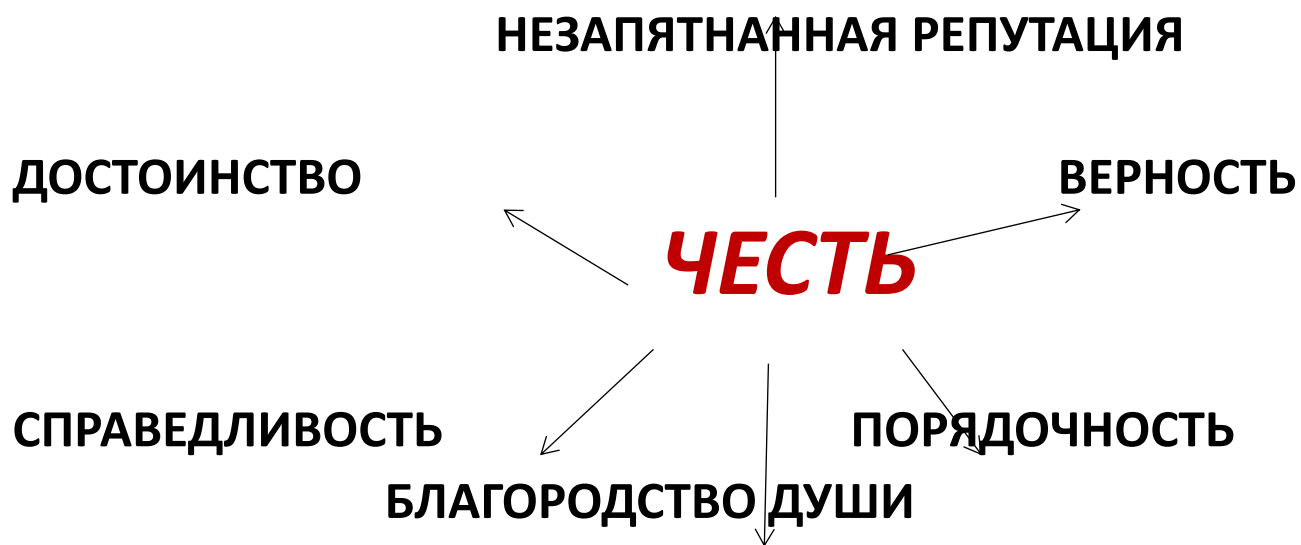 НЕЗАПЯТНАННАЯ РЕПУТАЦИЯ
ДОСТОИНСТВО
ВЕРНОСТЬ
ЧЕСТЬ
СПРАВЕДЛИВОСТЬ
ПОРЯДОЧНОСТЬ
БЛАГОРОДСТВО ДУШИ